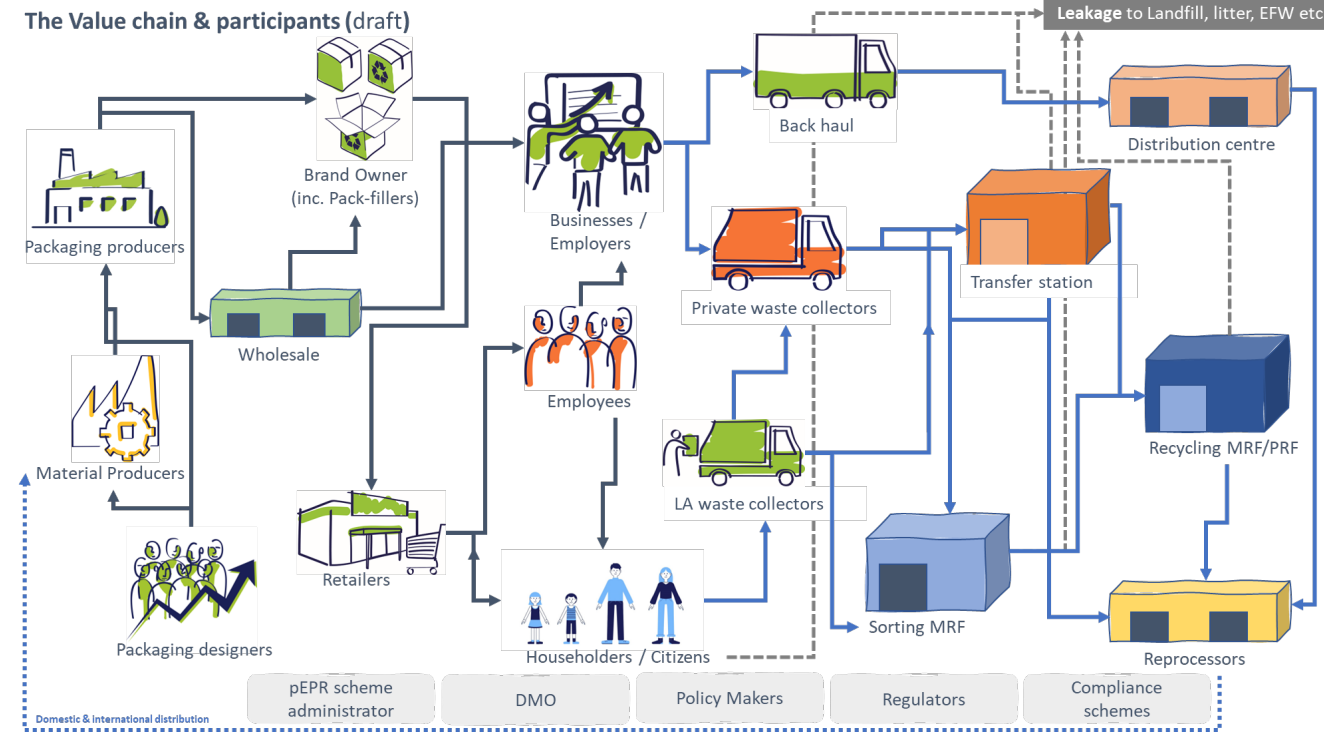 The Value chain & participants (draft)
Leakage to Landfill, litter, EFW etc
Back haul
Distribution centre
Brand Owner
(inc. Pack-fillers)
Packaging producers
Businesses /
Employers
Transfer station
Private waste collectors
Wholesale
Employees
Recycling MRF/PRF
Material Producers
LA waste collectors
Retailers
Sorting MRF
Packaging designers
Householders / Citizens
Reprocessors
pEPR scheme
administrator
DMO
Policy Makers
Regulators
Compliance
schemes
Domestic & international distribution